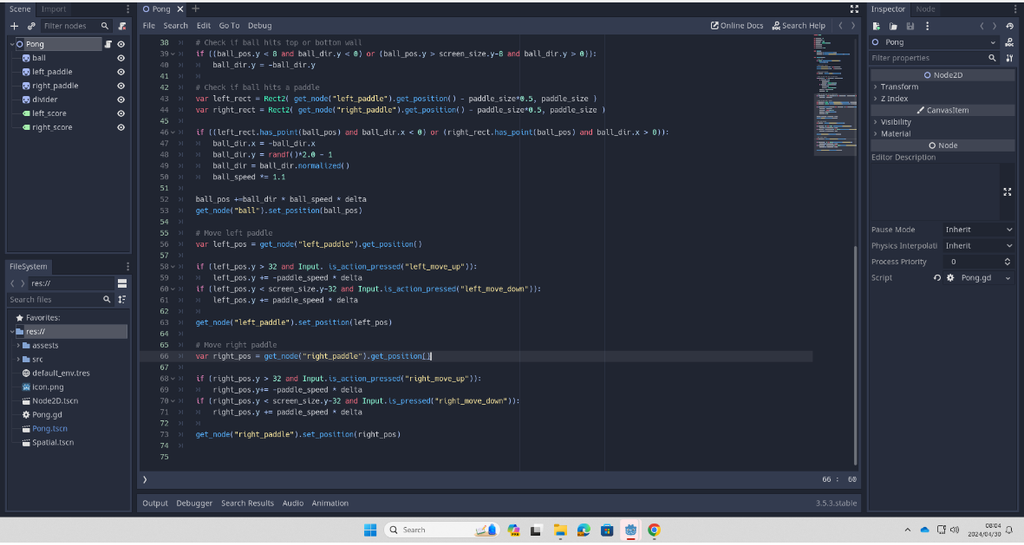 Scene Import
Filter nodes
Pong
ball
left_paddle
right_paddle
divider
left_score
right_score
FileSystem
res://
Search files
Favorites:
res://
assests
src
default_env.tres
icon.png
Node2D.tscn
Pong.gd
Pong.tscn
Spatial.tscn
Pong
File Search Edit Go To Debug Online Docs Search Help
38 # Check if ball hits top or botton wall
39 if ((ball_pos.y < 8 and ball_dir.y < 0) or (ball_pos.y > screen_size.y-8 and ball_dir.y > 0)):
40 ball_dir.y = -ball_dir.y
41
42 # Check if ball hits a paddle
43 var left_rect = Rect2( get_node("left_paddle").get_position() - paddle_size*0.5, paddle_size )
44 var right_rect = Rect2( get_node("right_paddle").get_position() - paddle_size*0.5, paddle_size )
45
46 if ((left_rect.has_point(ball_pos) and ball_dir.x < 0) or (right_rect.has_point(ball_pos) and ball_dir.x > 0)):
47 ball_dir.x = -ball_dir.x
48 ball_dir.y = randf()*2.0 - 1
49 ball_dir = ball_dir.normalized()
50 ball_speed *= 1.1
51
52 ball_pos +=ball_dir * ball_speed * delta
53 get_node("ball").set_position(ball_pos)
54
55 # Move left paddle
56 var left_pos = get_node("left_paddle").get_position()
57
58 if (left_pos.y > 32 and Input. is_action_pressed("left_move_up")):
59 left_pos.y += -paddle_speed * delta
60 if (left_pos.y < screen_size.y-32 and Input.is_action_pressed("left_move_down")):
61 left_pos.y += paddle_speed * delta
62
63 get_node("left_paddle").set_position(left_pos)
64
65 # Move right paddle
66 var right_pos = get_node("right_paddle").get_position()
67
68 if (right_pos.y > 32 and Input.is_action_pressed("right_move_up")):
69 right_pos.y+= -paddle_speed * delta
70 if (right_pos.y < screen_size.y-32 and Input.is_pressed("right_move_down")):
71 right_pos.y += paddle_speed * delta
72
73 get_node("right_paddle").set_position(right_pos)
74
75
66 : 60
Output Debugger Search Results Audio Animation 3.5.3.stable
Inspector Node
Pong
Filter properties
Node2D
Transform
Z Index
CanvasItem
Visibility
Material
Node
Editor Description
Pause Mode Inherit
Physics Interpolati Inherit
Process Priority 0
Script Pong.gd
Search
08:04
2024/04/30